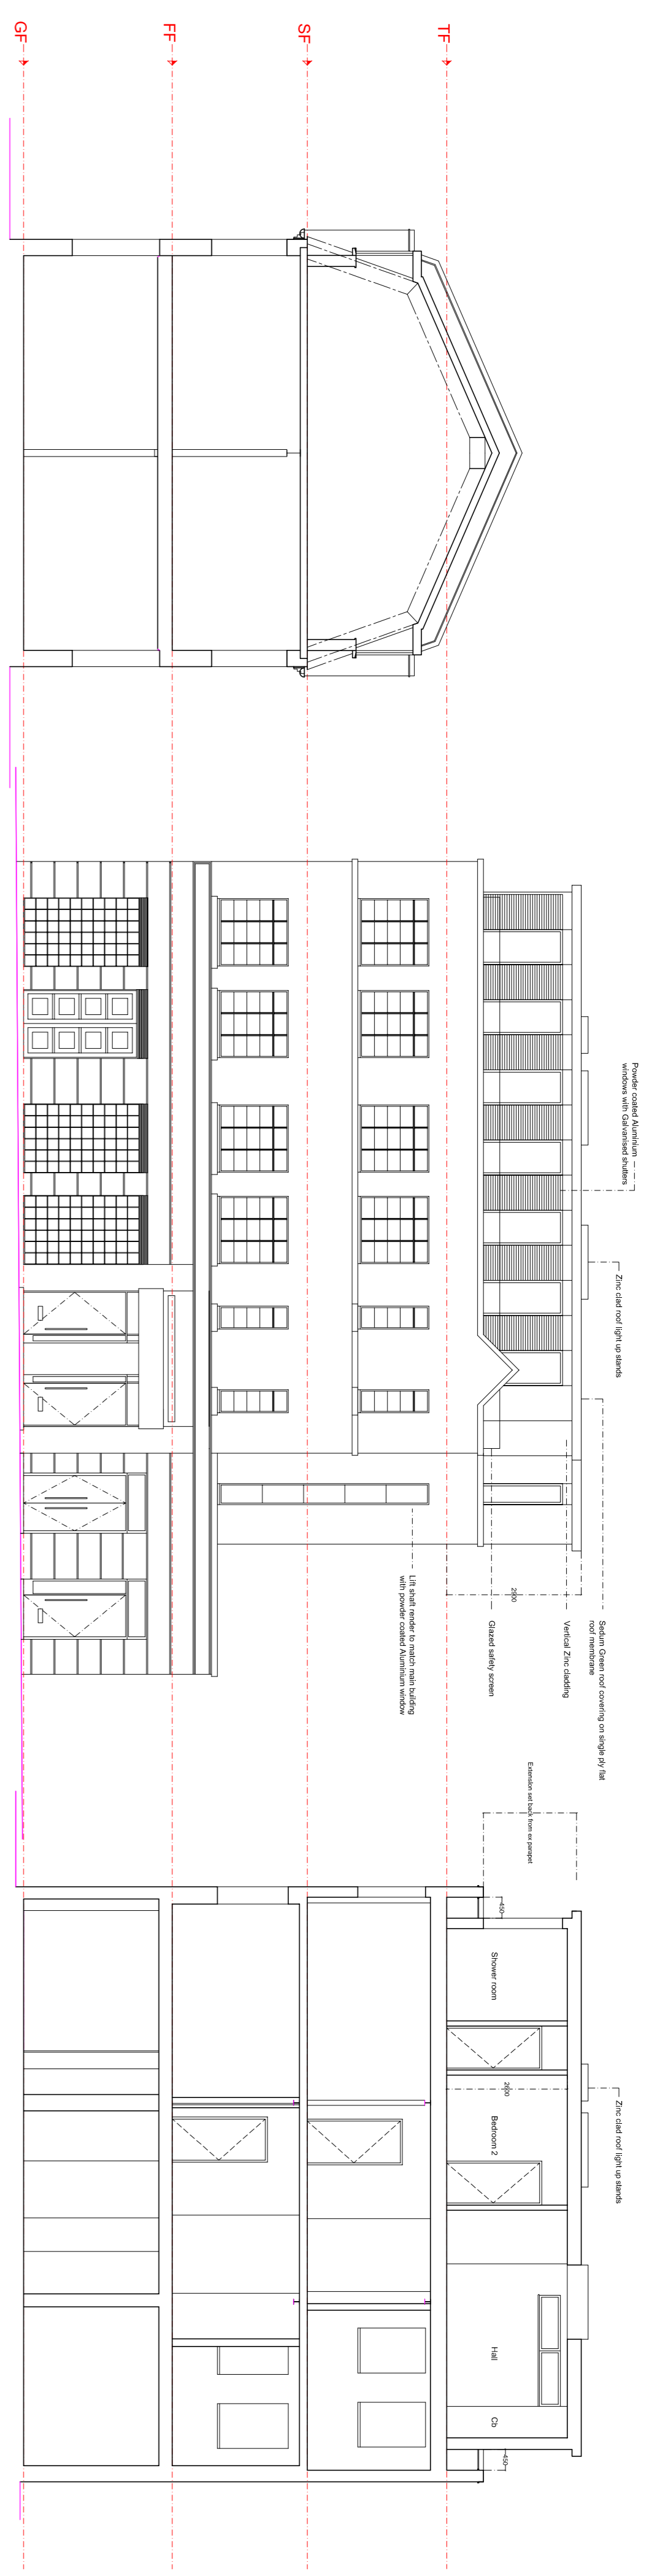 TF
SF
FF
GF
Powder coated Aluminium
windows with Galvanised shutters
Zinc clad roof light up stands
Sedum Green roof covering on single ply flat
roof membrane
Vertical Zinc cladding
2900
Glazed safety screen
Lift shaft render to match main building
with powder coated Aluminium window
Extension set back from ex parapet
450
Shower room
2600
Bedroom 2
Zinc clad roof light up stands
Hall
Cb
450